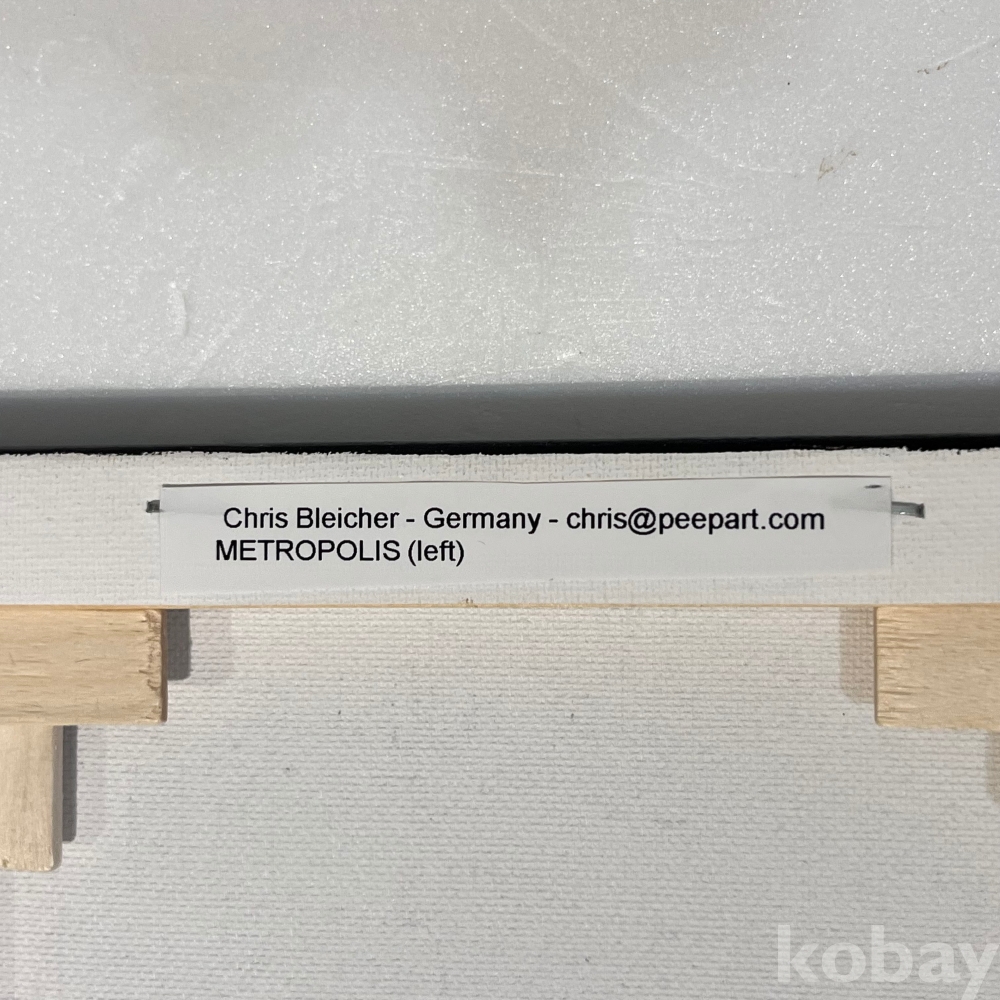 Chris Bleicher - Germany - chris@peepart.com
METROPOLIS (left)
kobay